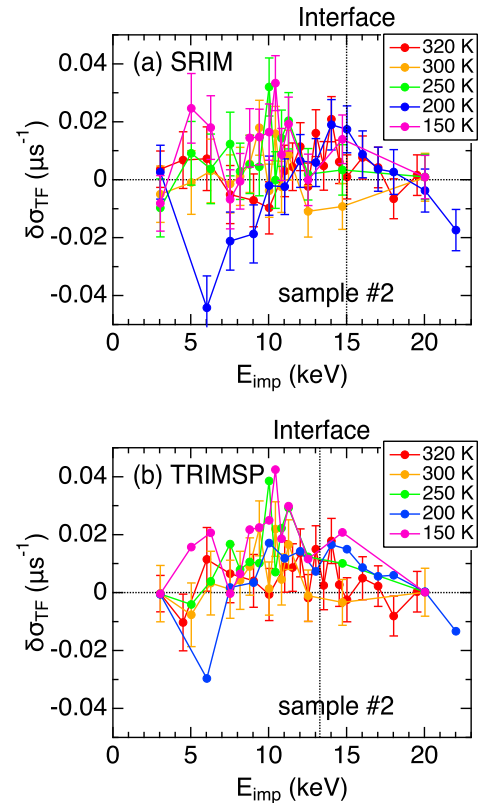 Interface
(a) SRIM
320 K
300 K
250 K
200 K
150 K
0.04
0.02
0
-0.02
-0.04
δσTF (μs⁻¹)
sample #2
0 5 10 15 20
Eimp (keV)
Interface
(b) TRIMSP
320 K
300 K
250 K
200 K
150 K
0.04
0.02
0
-0.02
-0.04
δσTF (μs⁻¹)
sample #2
0 5 10 15 20
Eimp (keV)